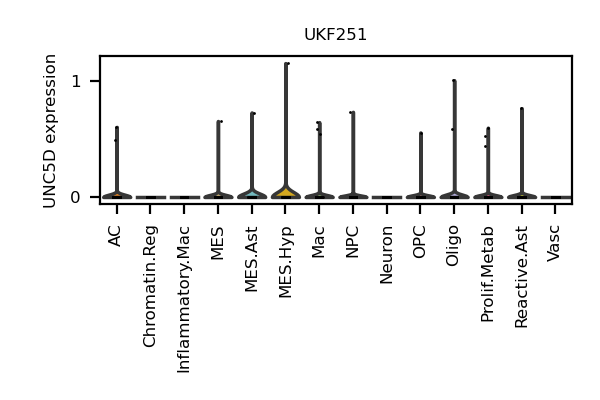 UKF251
UNC5D expression
1
0
AC
Chromatin.Reg
Inflammatory.Mac
MES
MES.Ast
MES.Hyp
Mac
NPC
Neuron
OPC
Oligo
Prolif.Metab
Reactive.Ast
Vasc